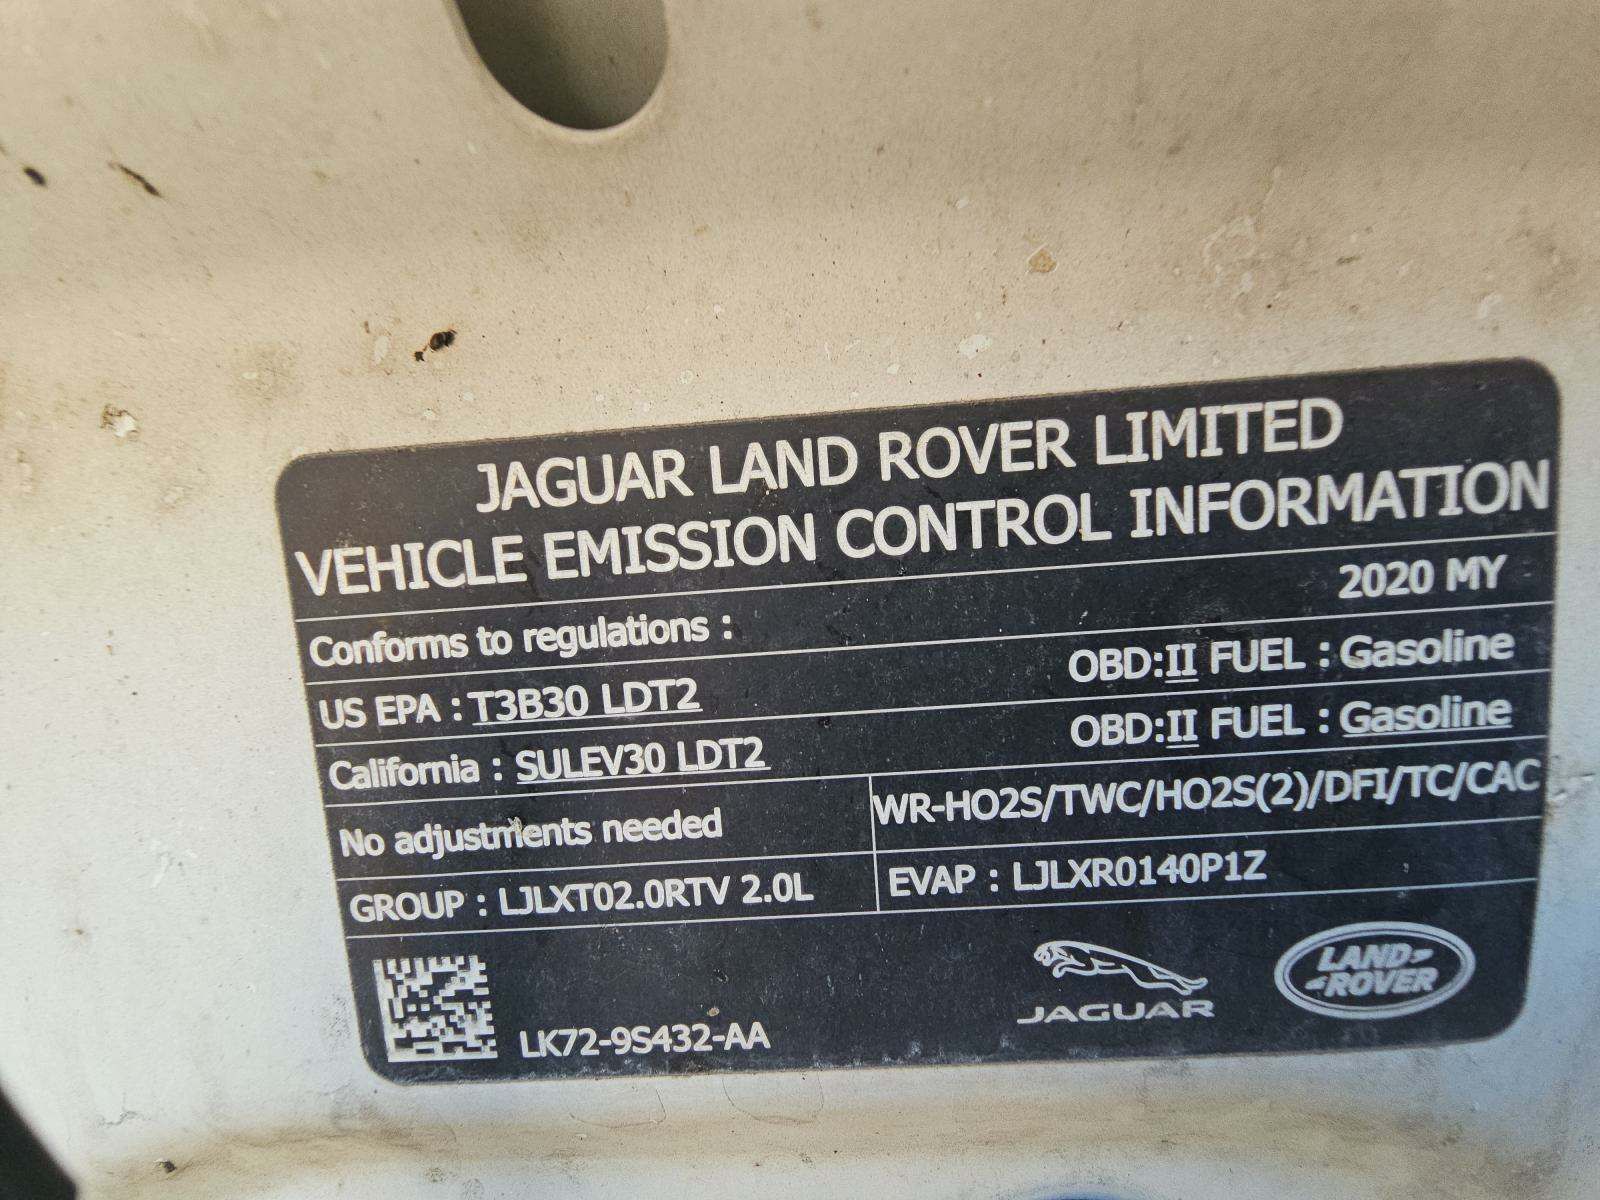 JAGUAR LAND ROVER LIMITED
VEHICLE EMISSION CONTROL INFORMATION
Conforms to regulations : 2020 MY
US EPA : T3B30 LDT2 OBD:II FUEL : Gasoline
California : SULEV30 LDT2 OBD:II FUEL : Gasoline
No adjustments needed WR-HO2S/TWC/HO2S(2)/DFI/TC/CAC
GROUP : LJLXT02.0RTV 2.0L EVAP : LJLXR0140P1Z
LK72-9S432-AA
JAGUAR
LAND
ROVER